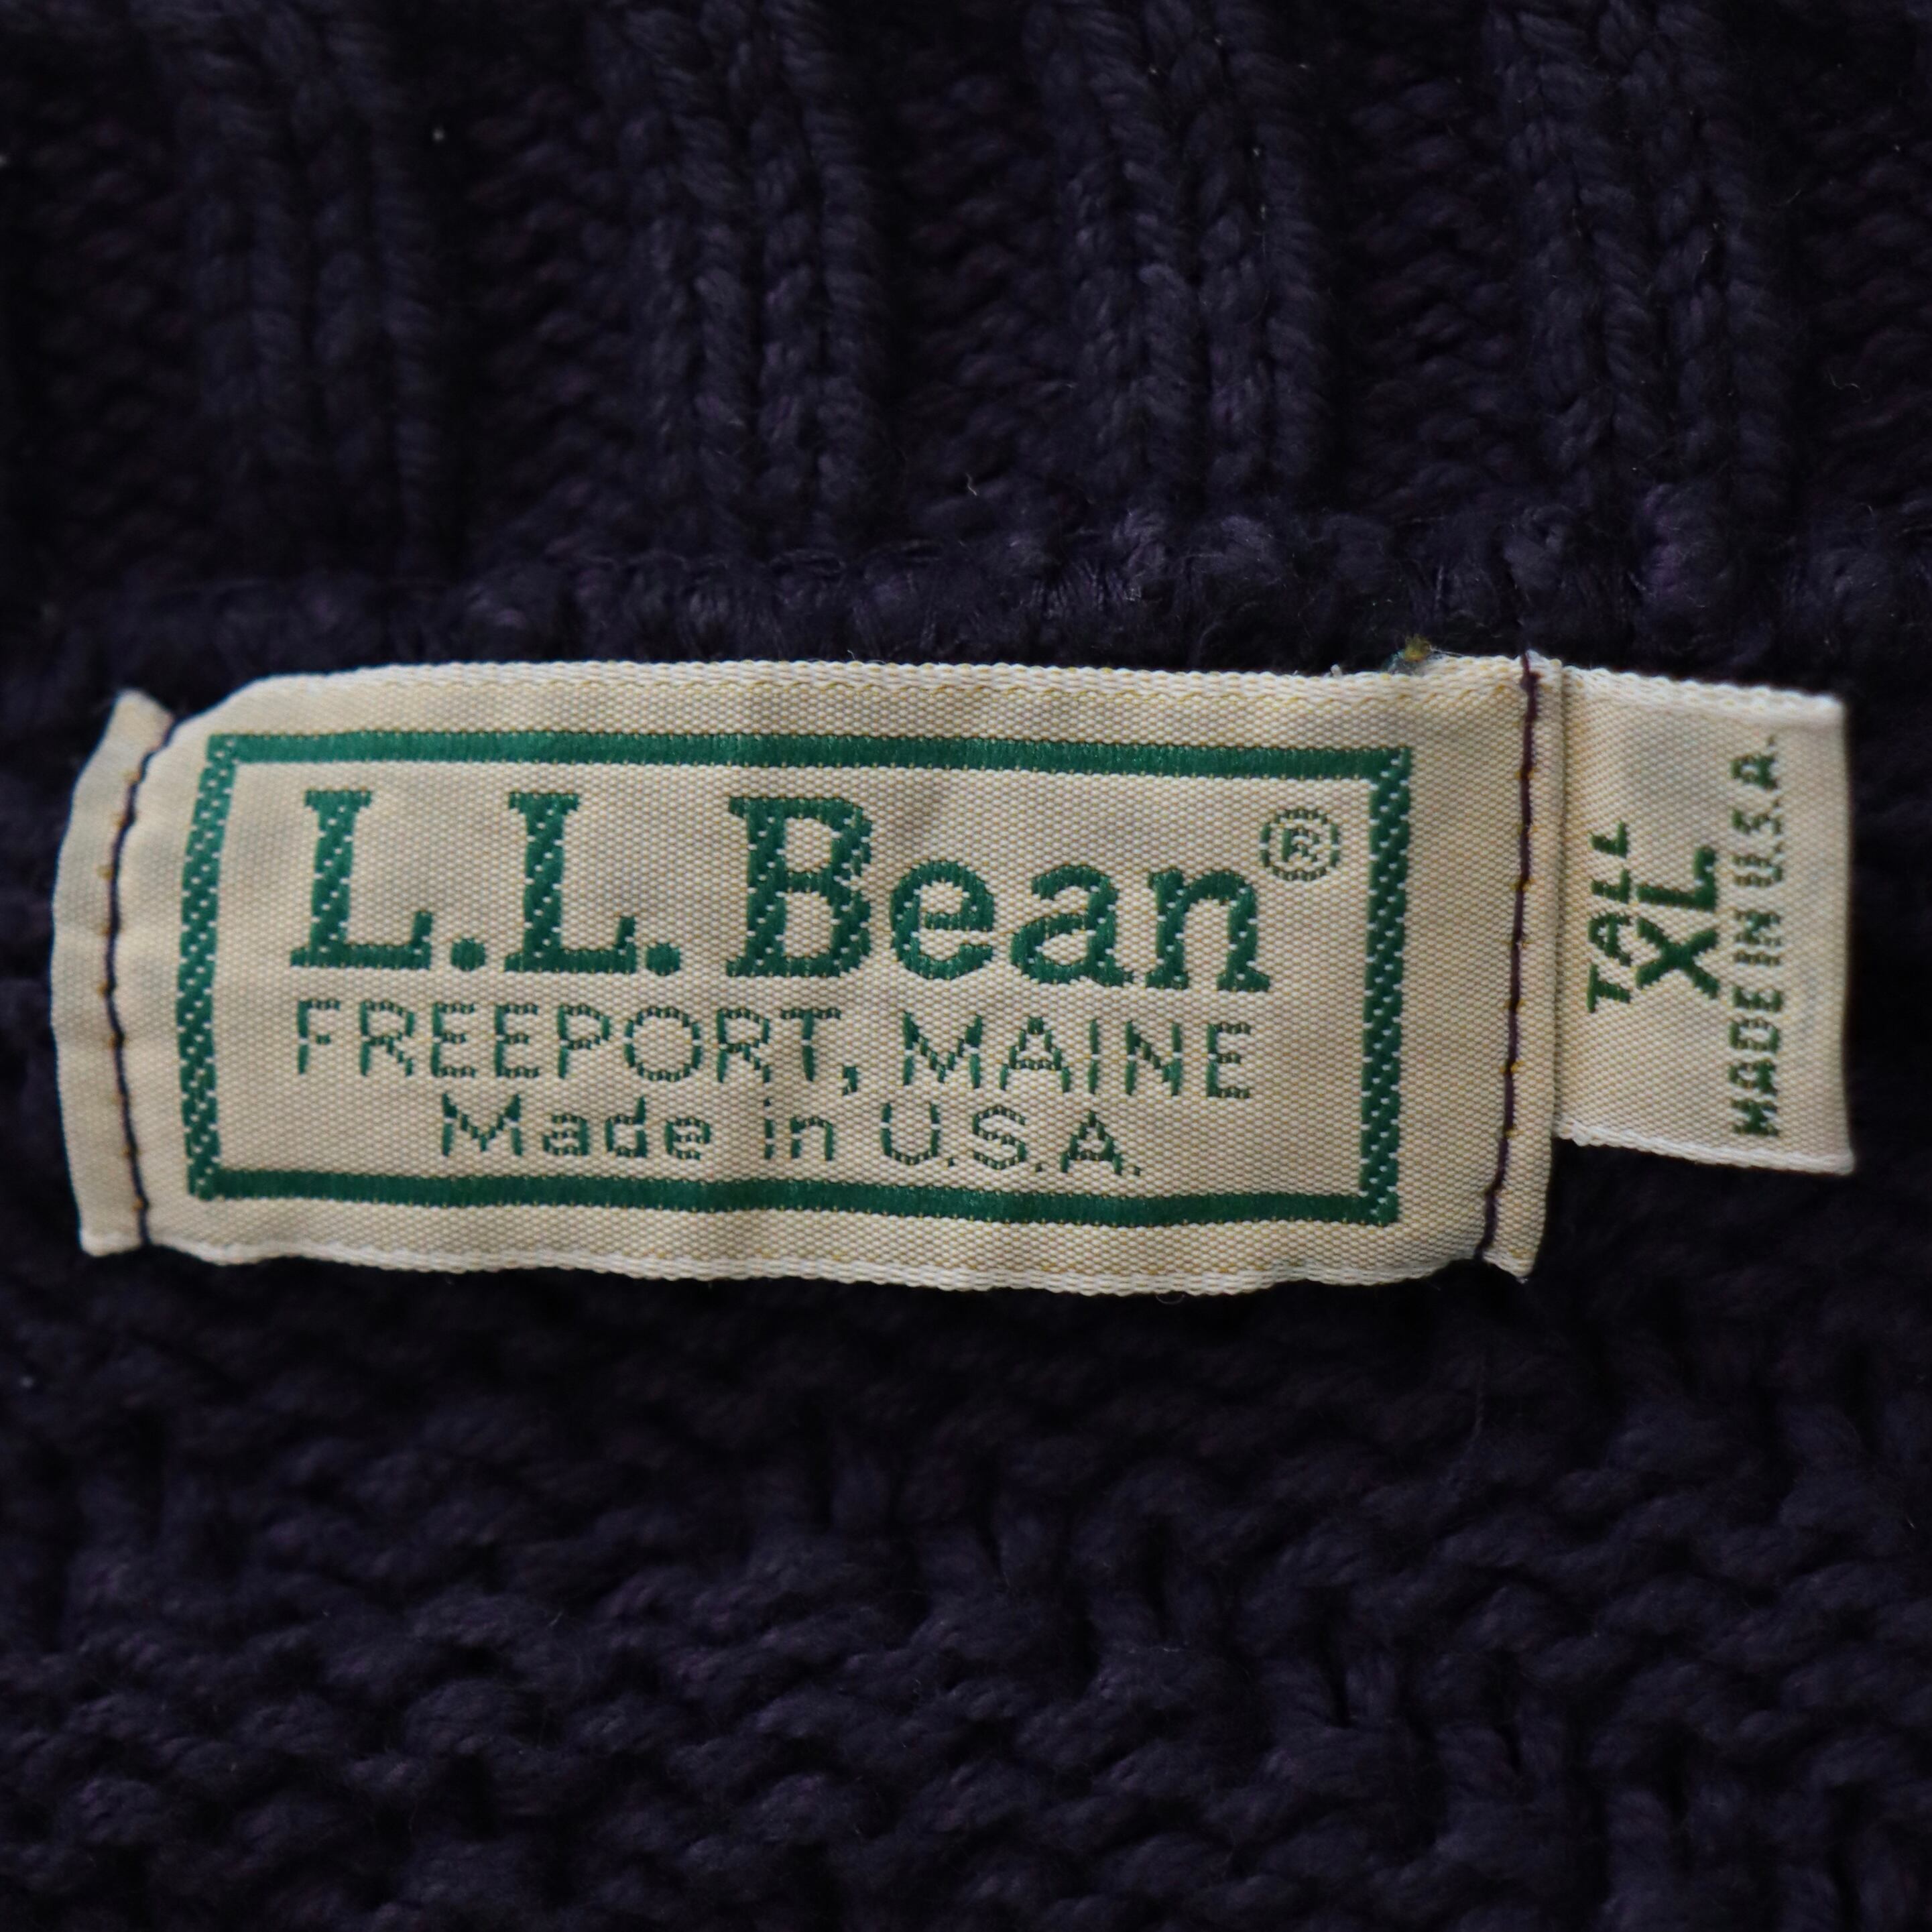 L.L.Bean®
FREEPORT, MAINE
Made in U.S.A.
TALL
XL
MADE IN U.S.A.